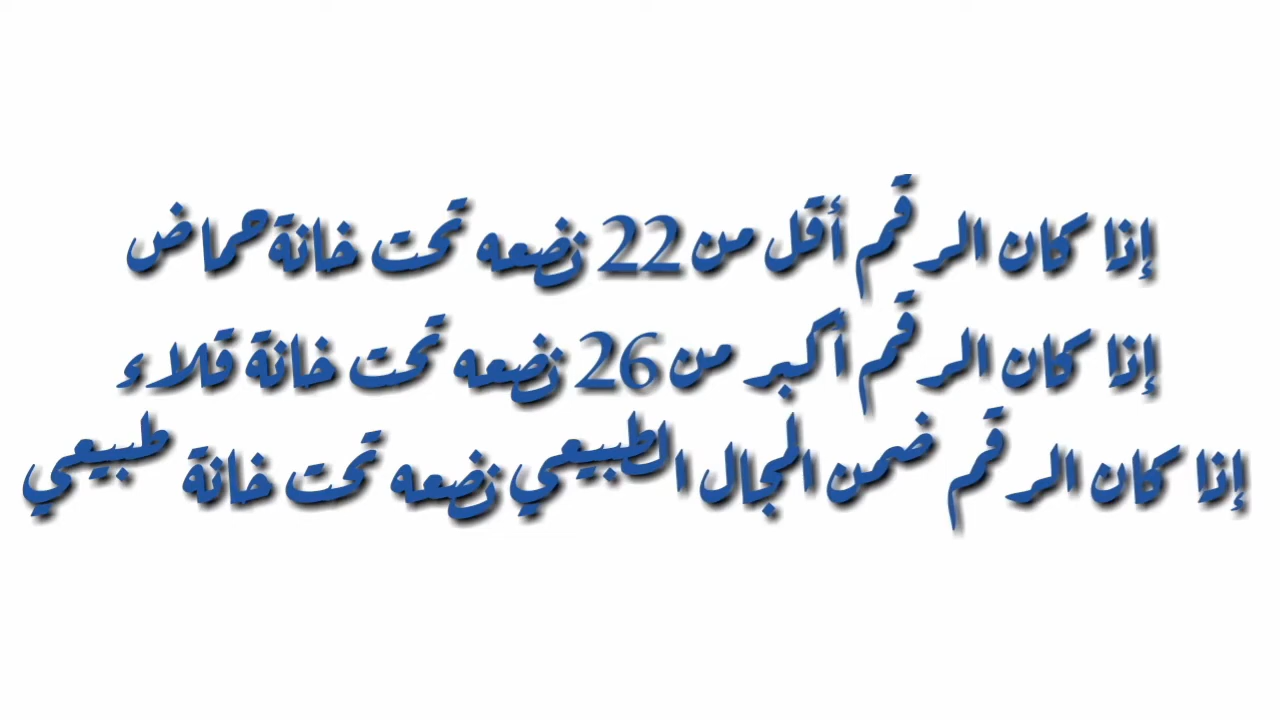 إذا كان الرقم أقل من 22 نضعه تحت خانة حماض
إذا كان الرقم أكبر من 26 نضعه تحت خانة قلاء
إذا كان الرقم ضمن المجال الطبيعي نضعه تحت خانة طبيعي